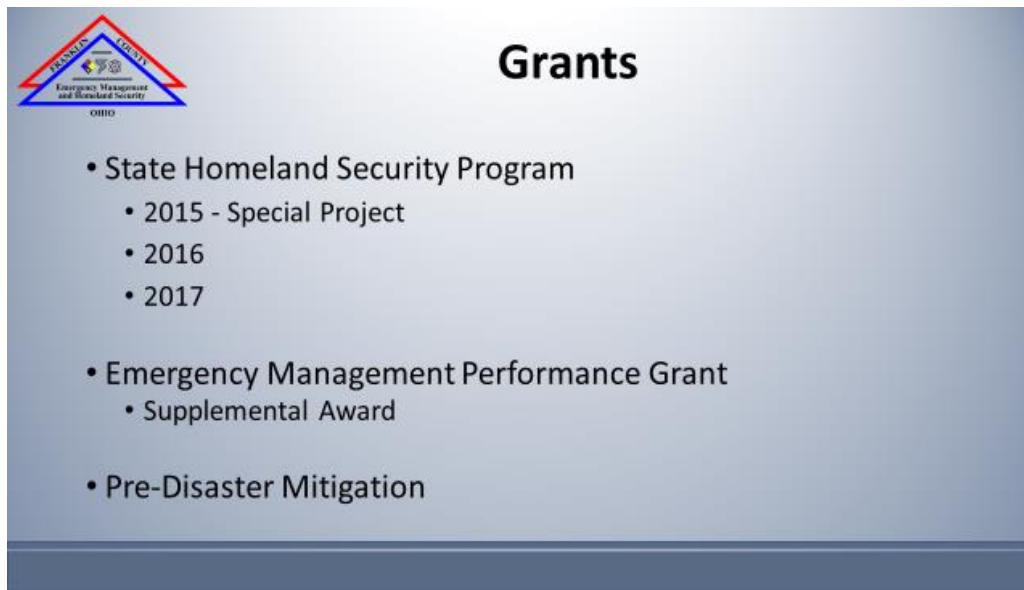 FRANKLIN COUNTY
Emergency Management
and Homeland Security
OHIO
Grants
• State Homeland Security Program
• 2015 - Special Project
• 2016
• 2017
• Emergency Management Performance Grant
• Supplemental Award
• Pre-Disaster Mitigation